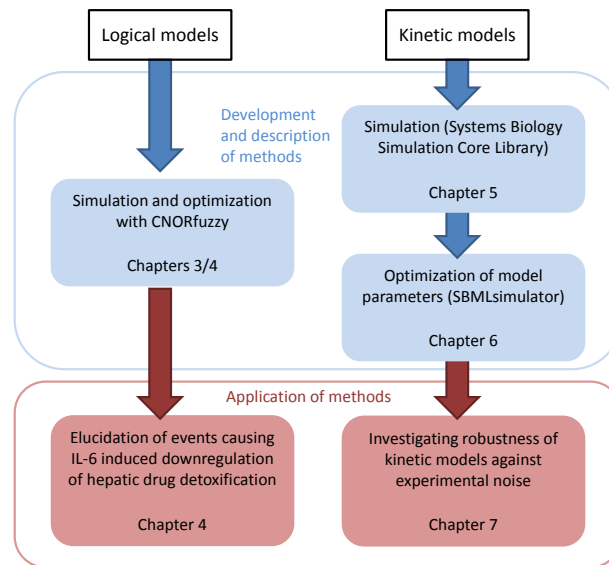 Logical models
Kinetic models
Development
and description
of methods
Simulation (Systems Biology
Simulation Core Library)
Chapter 5
Simulation and optimization
with CNORfuzzy
Chapters 3/4
Optimization of model
parameters (SBMLsimulator)
Chapter 6
Application of methods
Elucidation of events causing
IL-6 induced downregulation
of hepatic drug detoxification
Chapter 4
Investigating robustness of
kinetic models against
experimental noise
Chapter 7